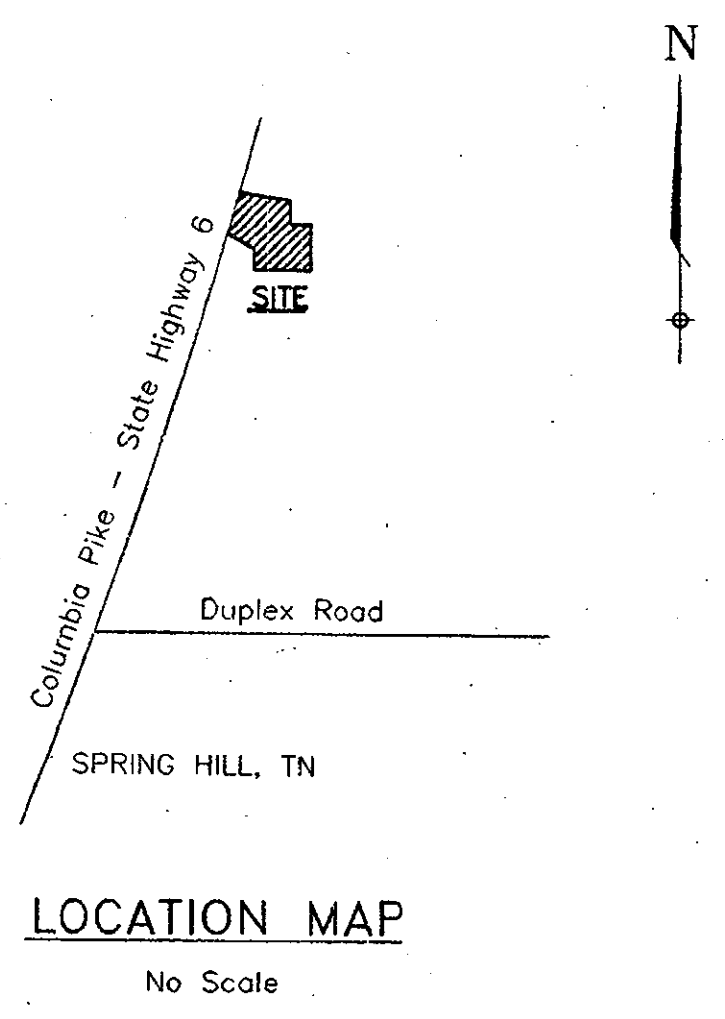 N
Columbia Pike - State Highway 6
SITE
Duplex Road
SPRING HILL, TN
LOCATION MAP
No Scale